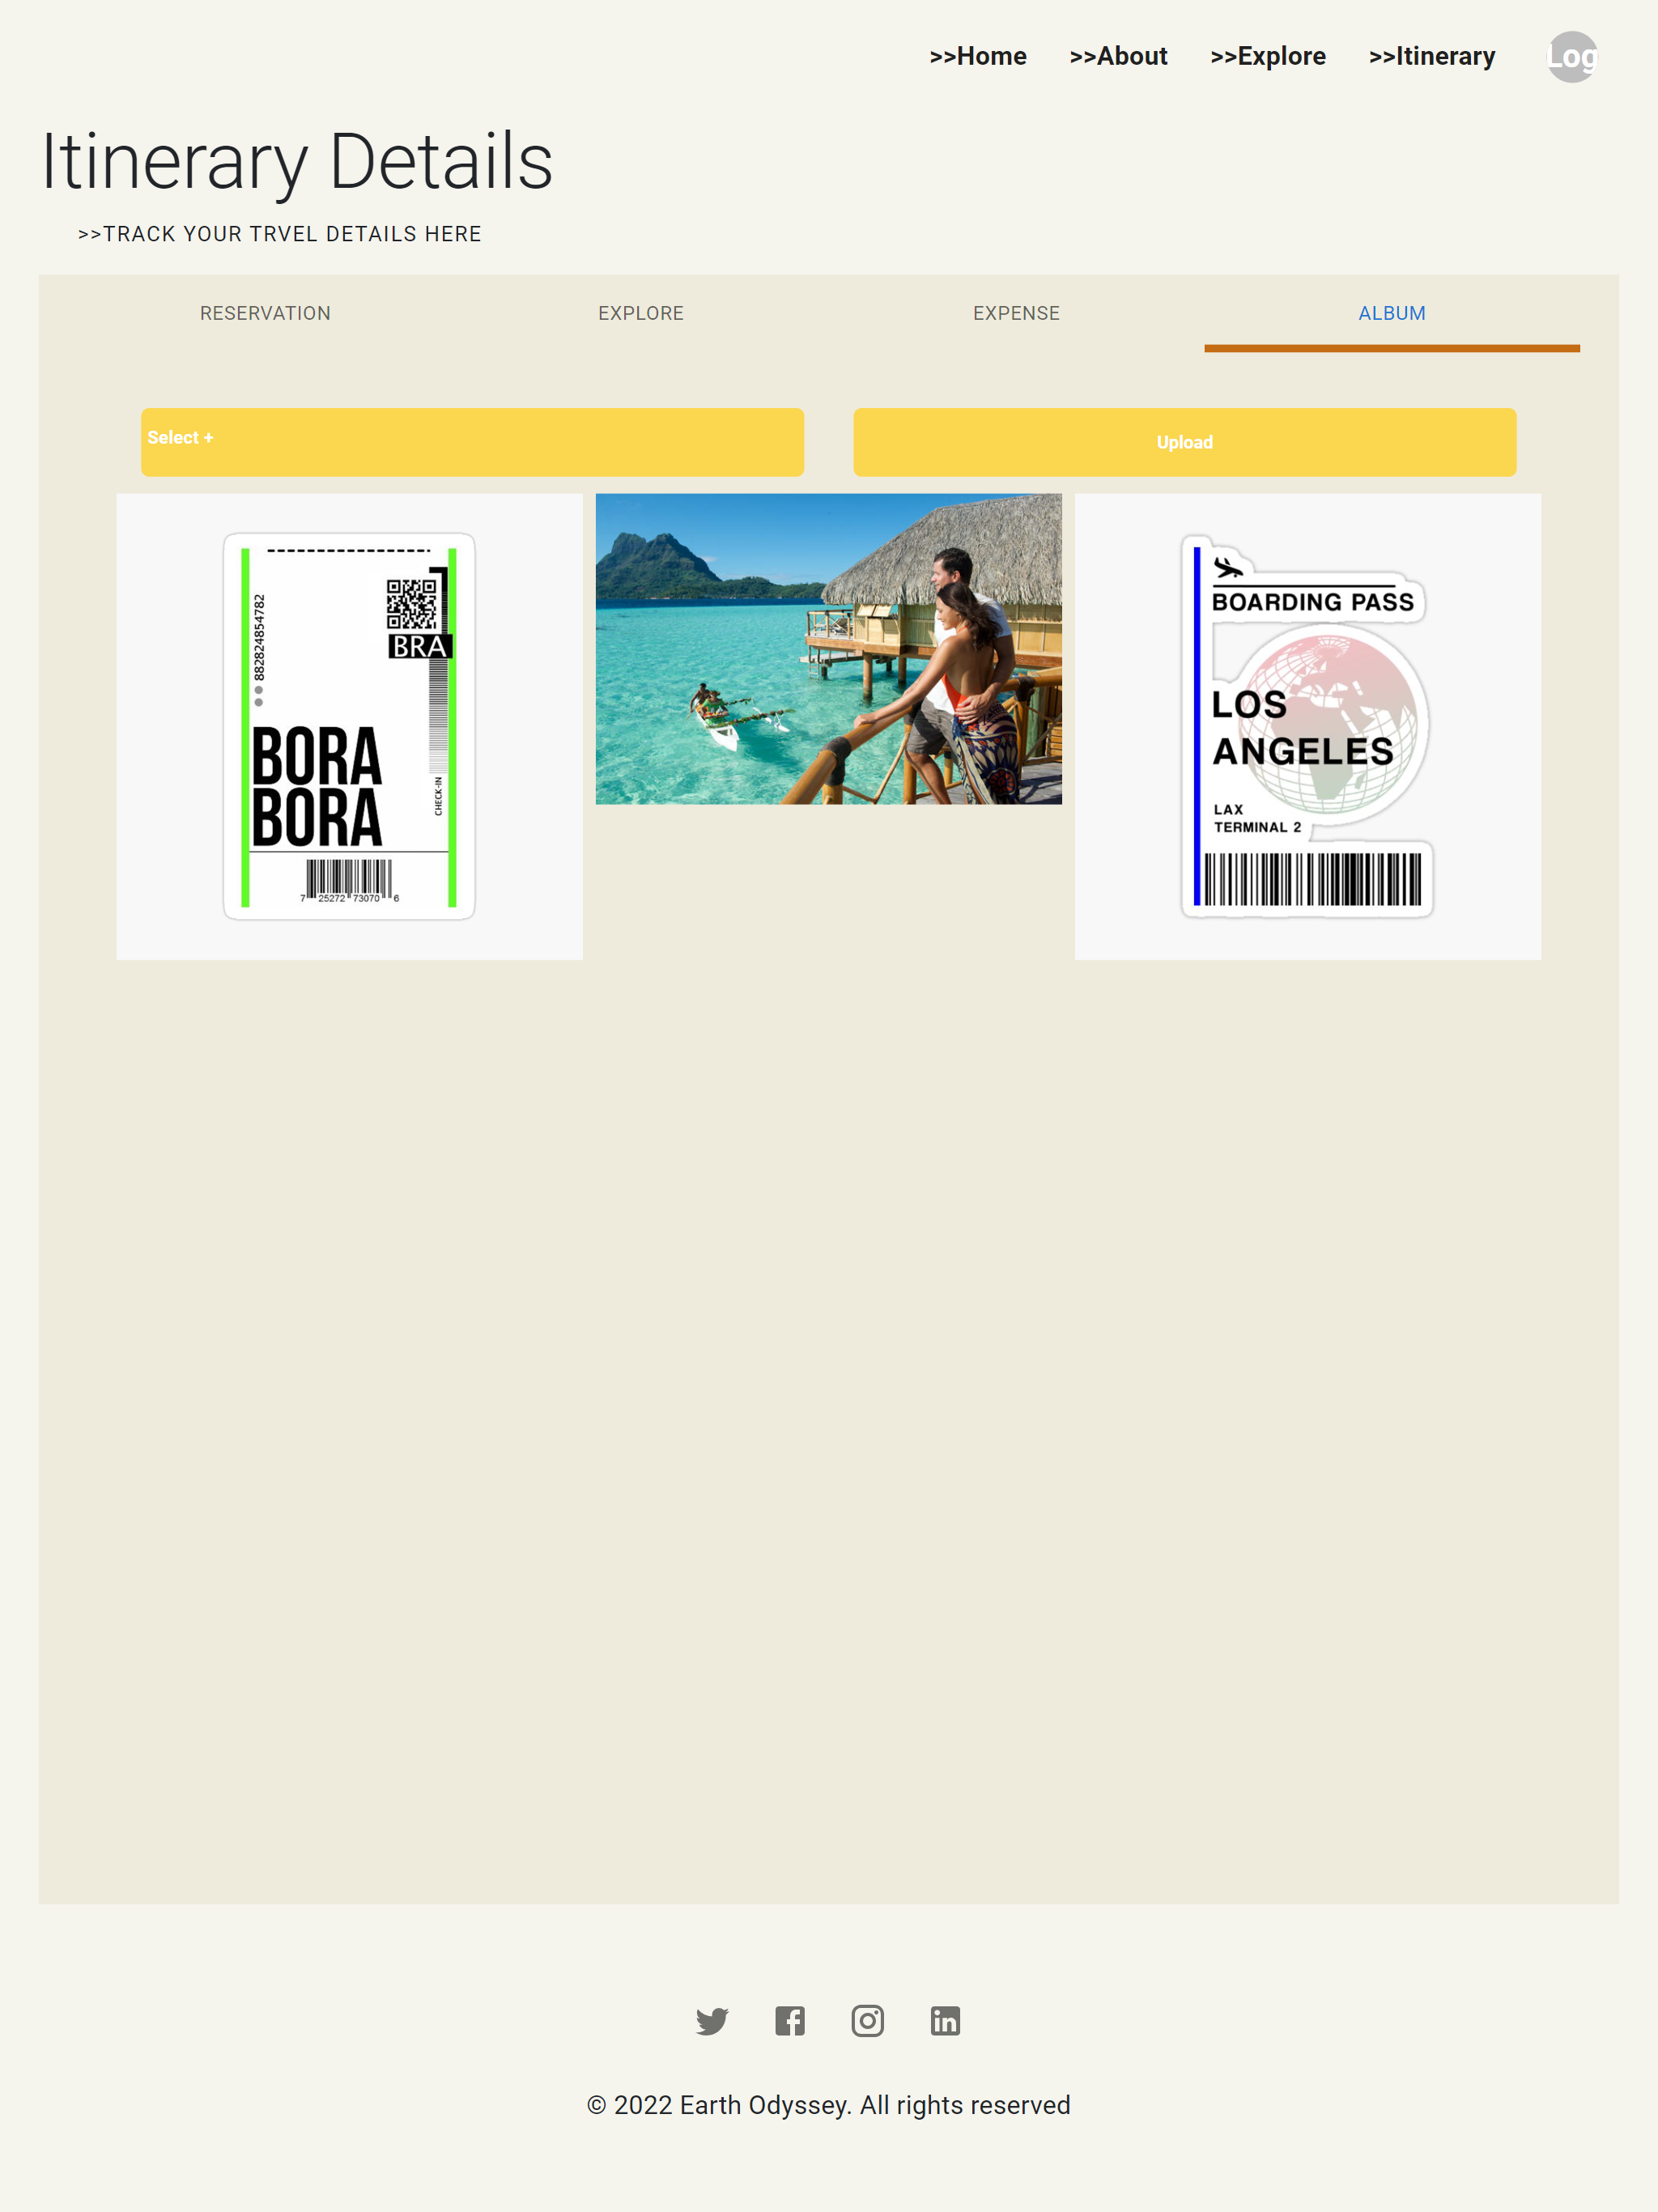 >>Home >>About >>Explore >>Itinerary Log
Itinerary Details
>>TRACK YOUR TRVEL DETAILS HERE
RESERVATION EXPLORE EXPENSE ALBUM
Select + Upload
BRA
882824854782
BORA
BORA
CHECK-IN
7 25272 73070 6
BOARDING PASS
LOS
ANGELES
LAX
TERMINAL 2
© 2022 Earth Odyssey. All rights reserved